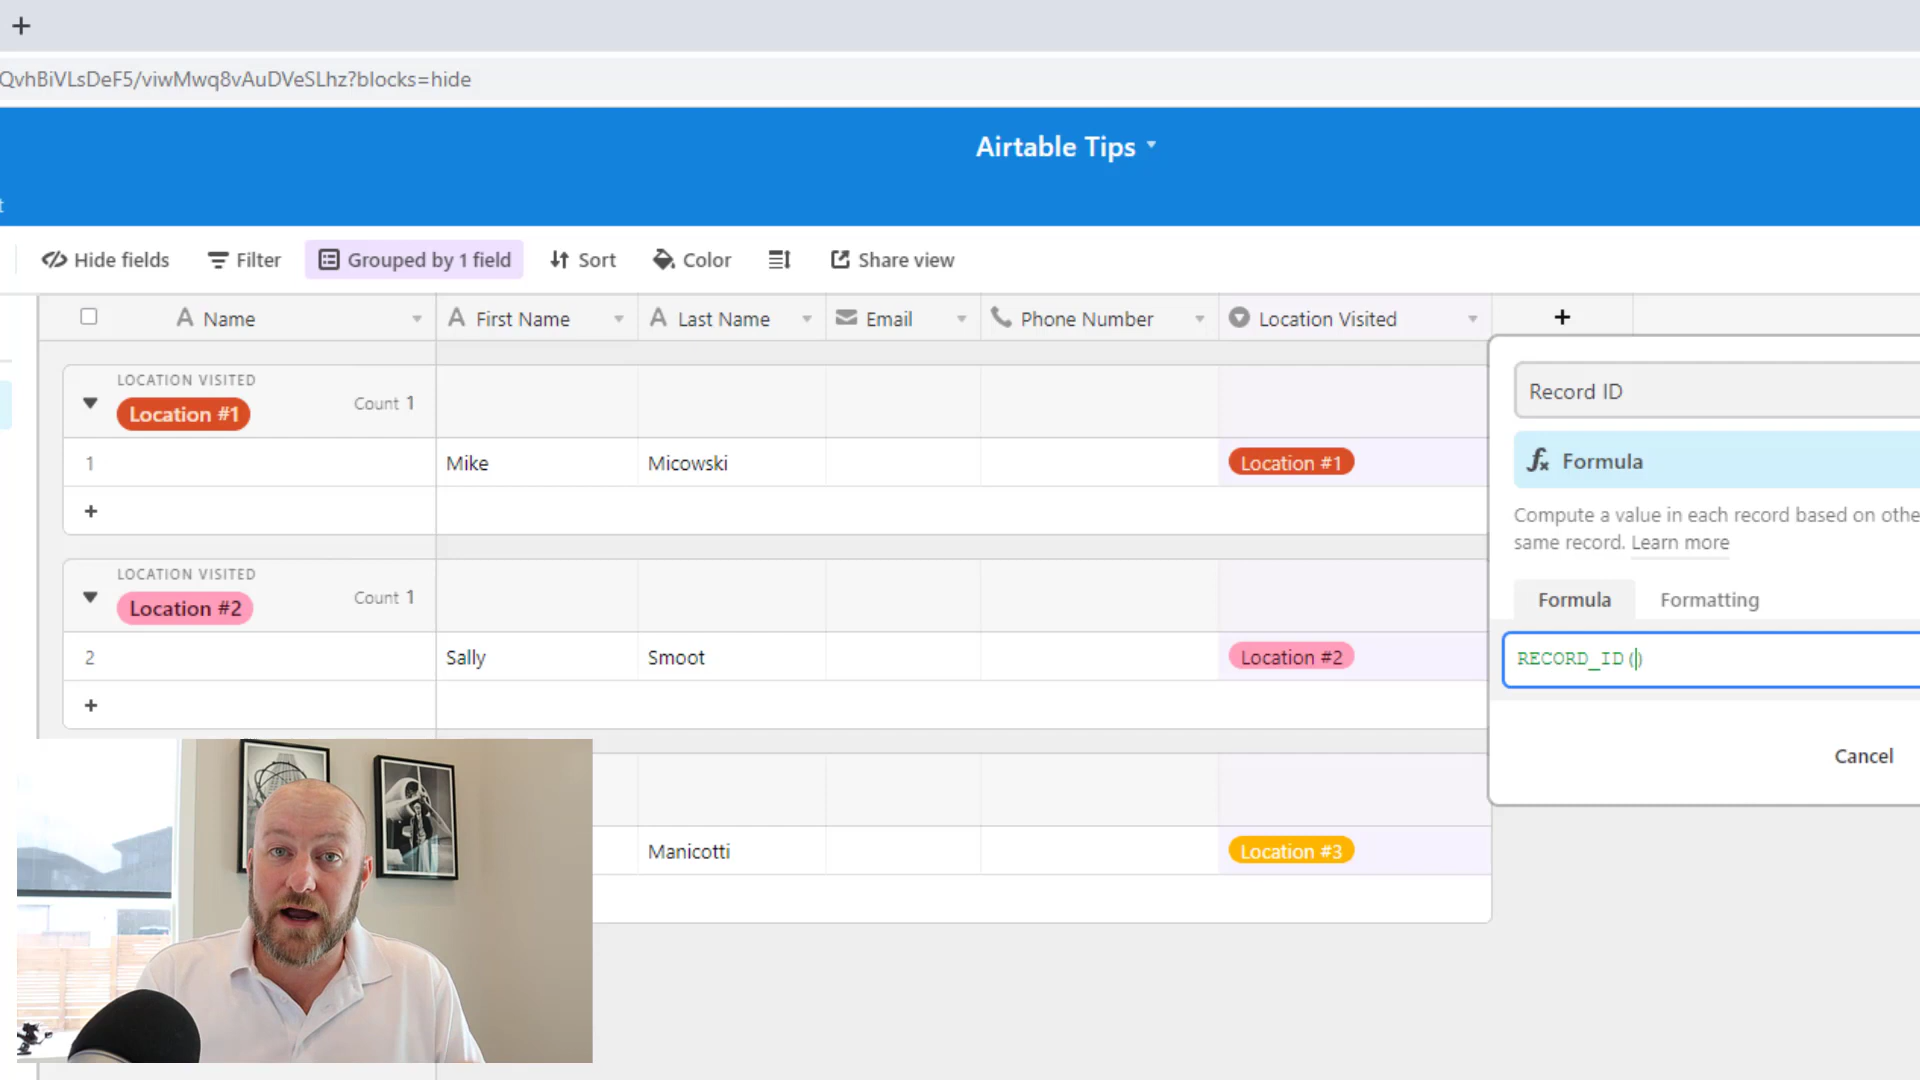 +
QvhBiVLsDeF5/viwMwq8vAuDVeSLhz?blocks=hide
Airtable Tips
t
Hide fields Filter Grouped by 1 field Sort Color Share view
Name First Name Last Name Email Phone Number Location Visited +
LOCATION VISITED
Location #1 Count 1
1 Mike Micowski Location #1
+
LOCATION VISITED
Location #2 Count 1
2 Sally Smoot Location #2
+
Manicotti Location #3
Record ID
Formula
Compute a value in each record based on othe
same record. Learn more
Formula Formatting
RECORD_ID()
Cancel